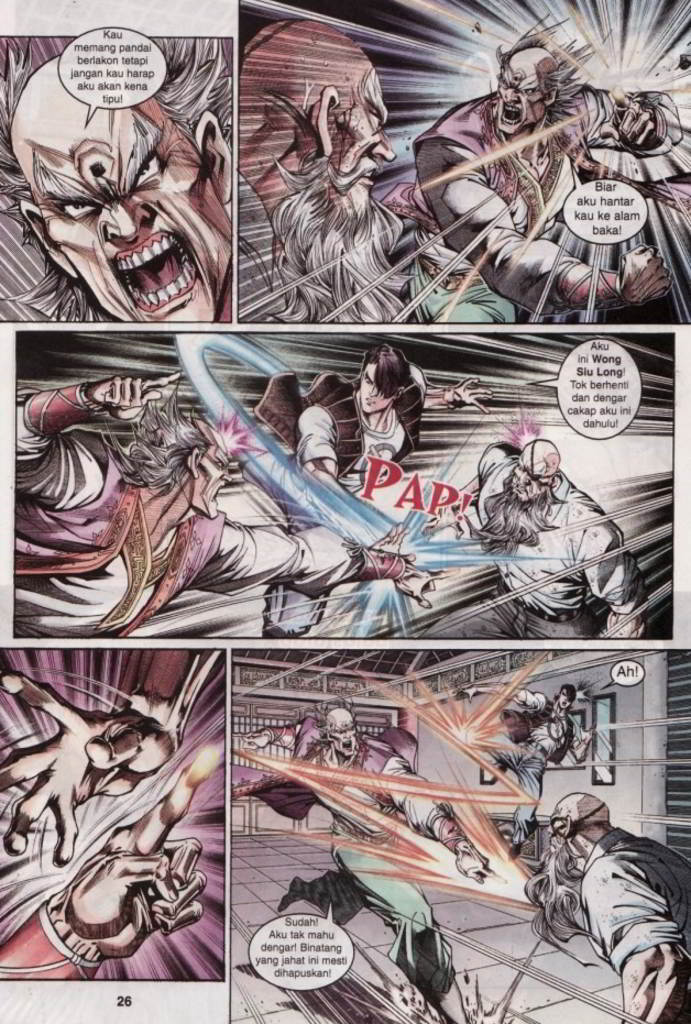 Kau
memang pandai
berlakon tetapi
jangan kau harap
aku akan kena
tipu!
Biar
aku hantar
kau ke alam
baka!
Aku
ini Wong
Siu Long!
Tok berhenti
dan dengar
cakap aku ini
dahulu!
PAP!
Ah!
Sudah!
Aku tak mahu
dengar! Binatang
yang jahat ini mesti
dihapuskan!
26